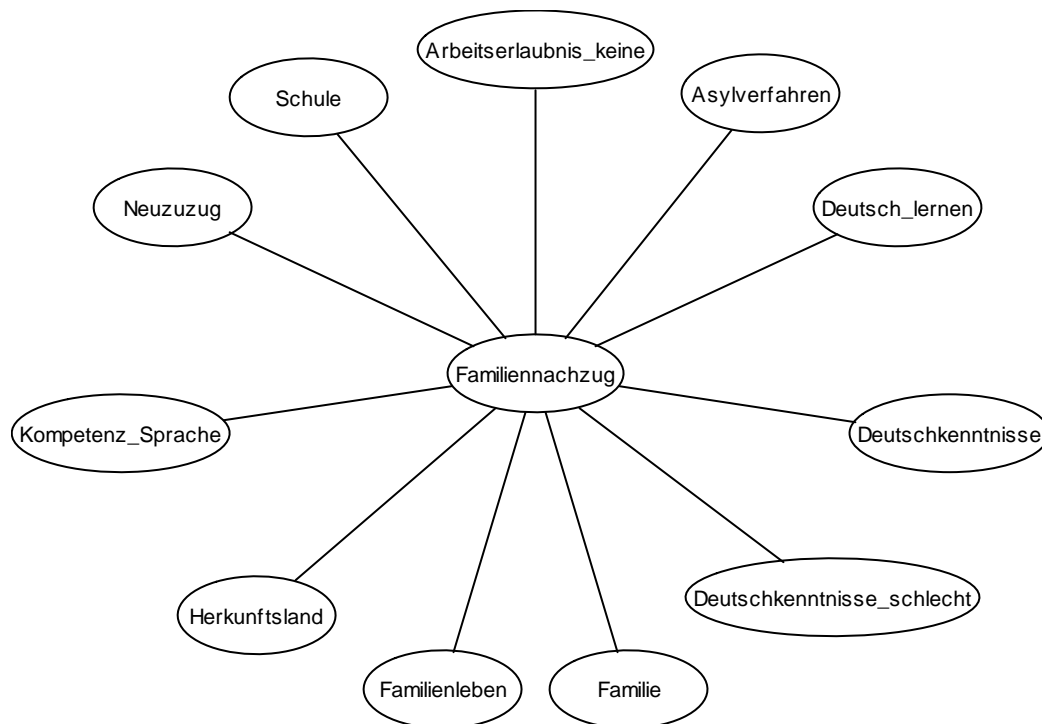 Arbeitserlaubnis_keine
Schule
Asylverfahren
Neuzuzug
Deutsch_lernen
Familiennachzug
Kompetenz_Sprache
Deutschkenntnisse
Herkunftsland
Deutschkenntnisse_schlecht
Familienleben
Familie